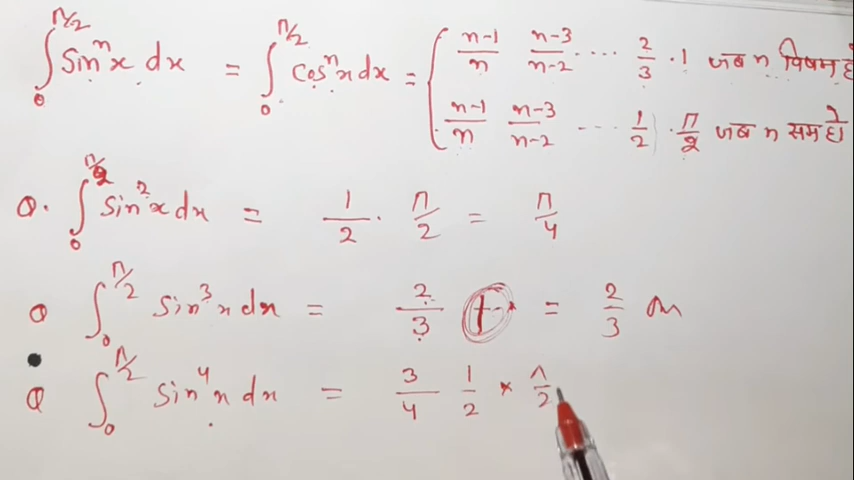 ∫₀^(π/2) Sinⁿx dx = ∫₀^(π/2) cosⁿx dx = { (n-1)/n (n-3)/(n-2) .... 2/3 · 1 जब n विषम है
(n-1)/n (n-3)/(n-2) ... 1/2 · π/2 जब n सम है
Q. ∫₀^(π/2) Sin²x dx = 1/2 · π/2 = π/4
Q ∫₀^(π/2) Sin³x dx = 2/3 = 2/3
Q ∫₀^(π/2) Sin⁴x dx = 3/4 1/2 × π/2